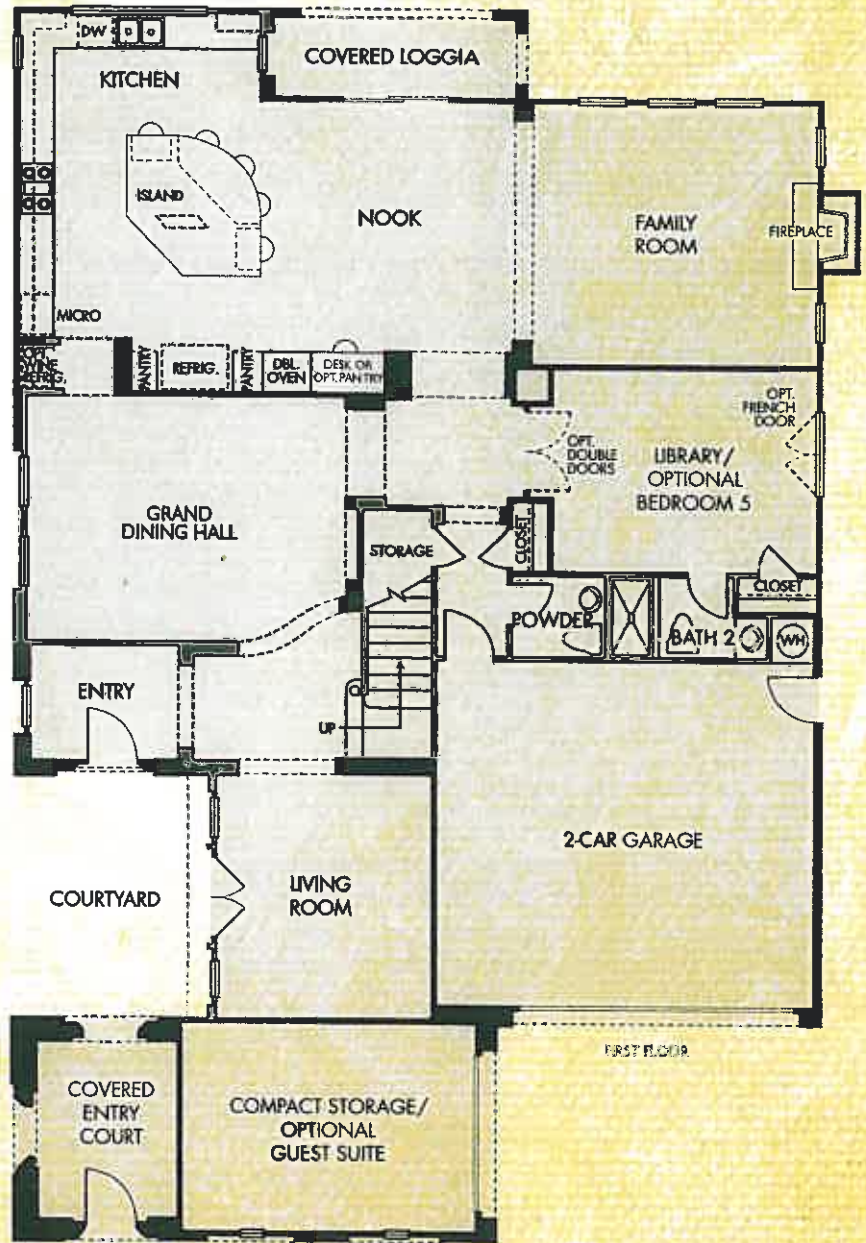 DW
COVERED LOGGIA
KITCHEN
ISLAND
NOOK
FAMILY
ROOM
FIREPLACE
MICRO
OPT.
WINE
REFRIG.
PANTRY
REFRIG.
PANTRY
DBL.
OVEN
DESK OR
OPT. PANTRY
OPT.
FRENCH
DOOR
OPT.
DOUBLE
DOORS
LIBRARY/
OPTIONAL
BEDROOM 5
GRAND
DINING HALL
STORAGE
CLOSET
CLOSET
POWDER
BATH 2
WH
ENTRY
UP
2-CAR GARAGE
COURTYARD
LIVING
ROOM
FIRST FLOOR
COVERED
ENTRY
COURT
COMPACT STORAGE/
OPTIONAL
GUEST SUITE